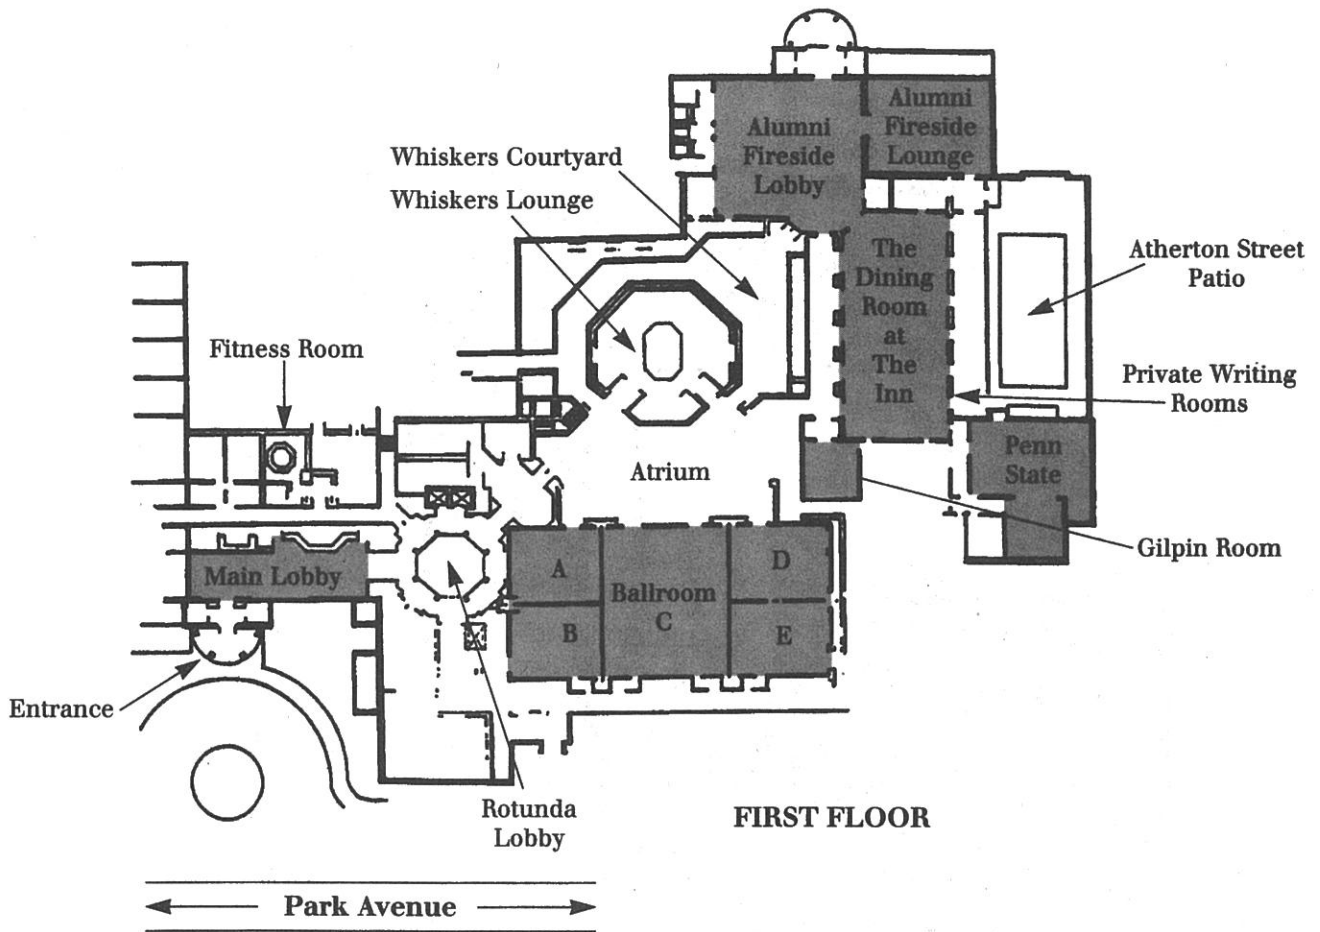 Alumni
Fireside
Lobby
Alumni
Fireside
Lounge
Whiskers Courtyard
Whiskers Lounge
The
Dining
Room
at
The
Inn
Atherton Street
Patio
Fitness Room
Private Writing
Rooms
Penn
State
Atrium
Gilpin Room
Main Lobby
A
B
Ballroom
C
D
E
Entrance
Rotunda
Lobby
FIRST FLOOR
Park Avenue